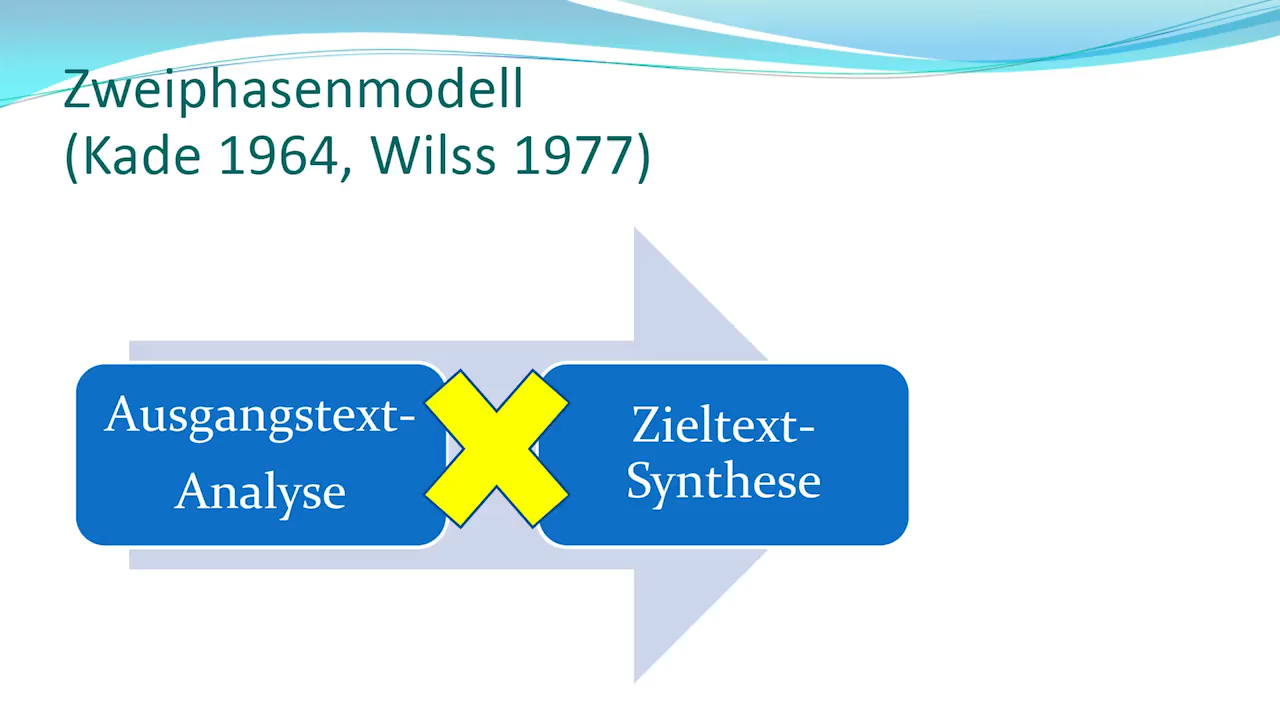 Zweiphasenmodell
(Kade 1964, Wilss 1977)
Ausgangstext-
Analyse
Zieltext-
Synthese